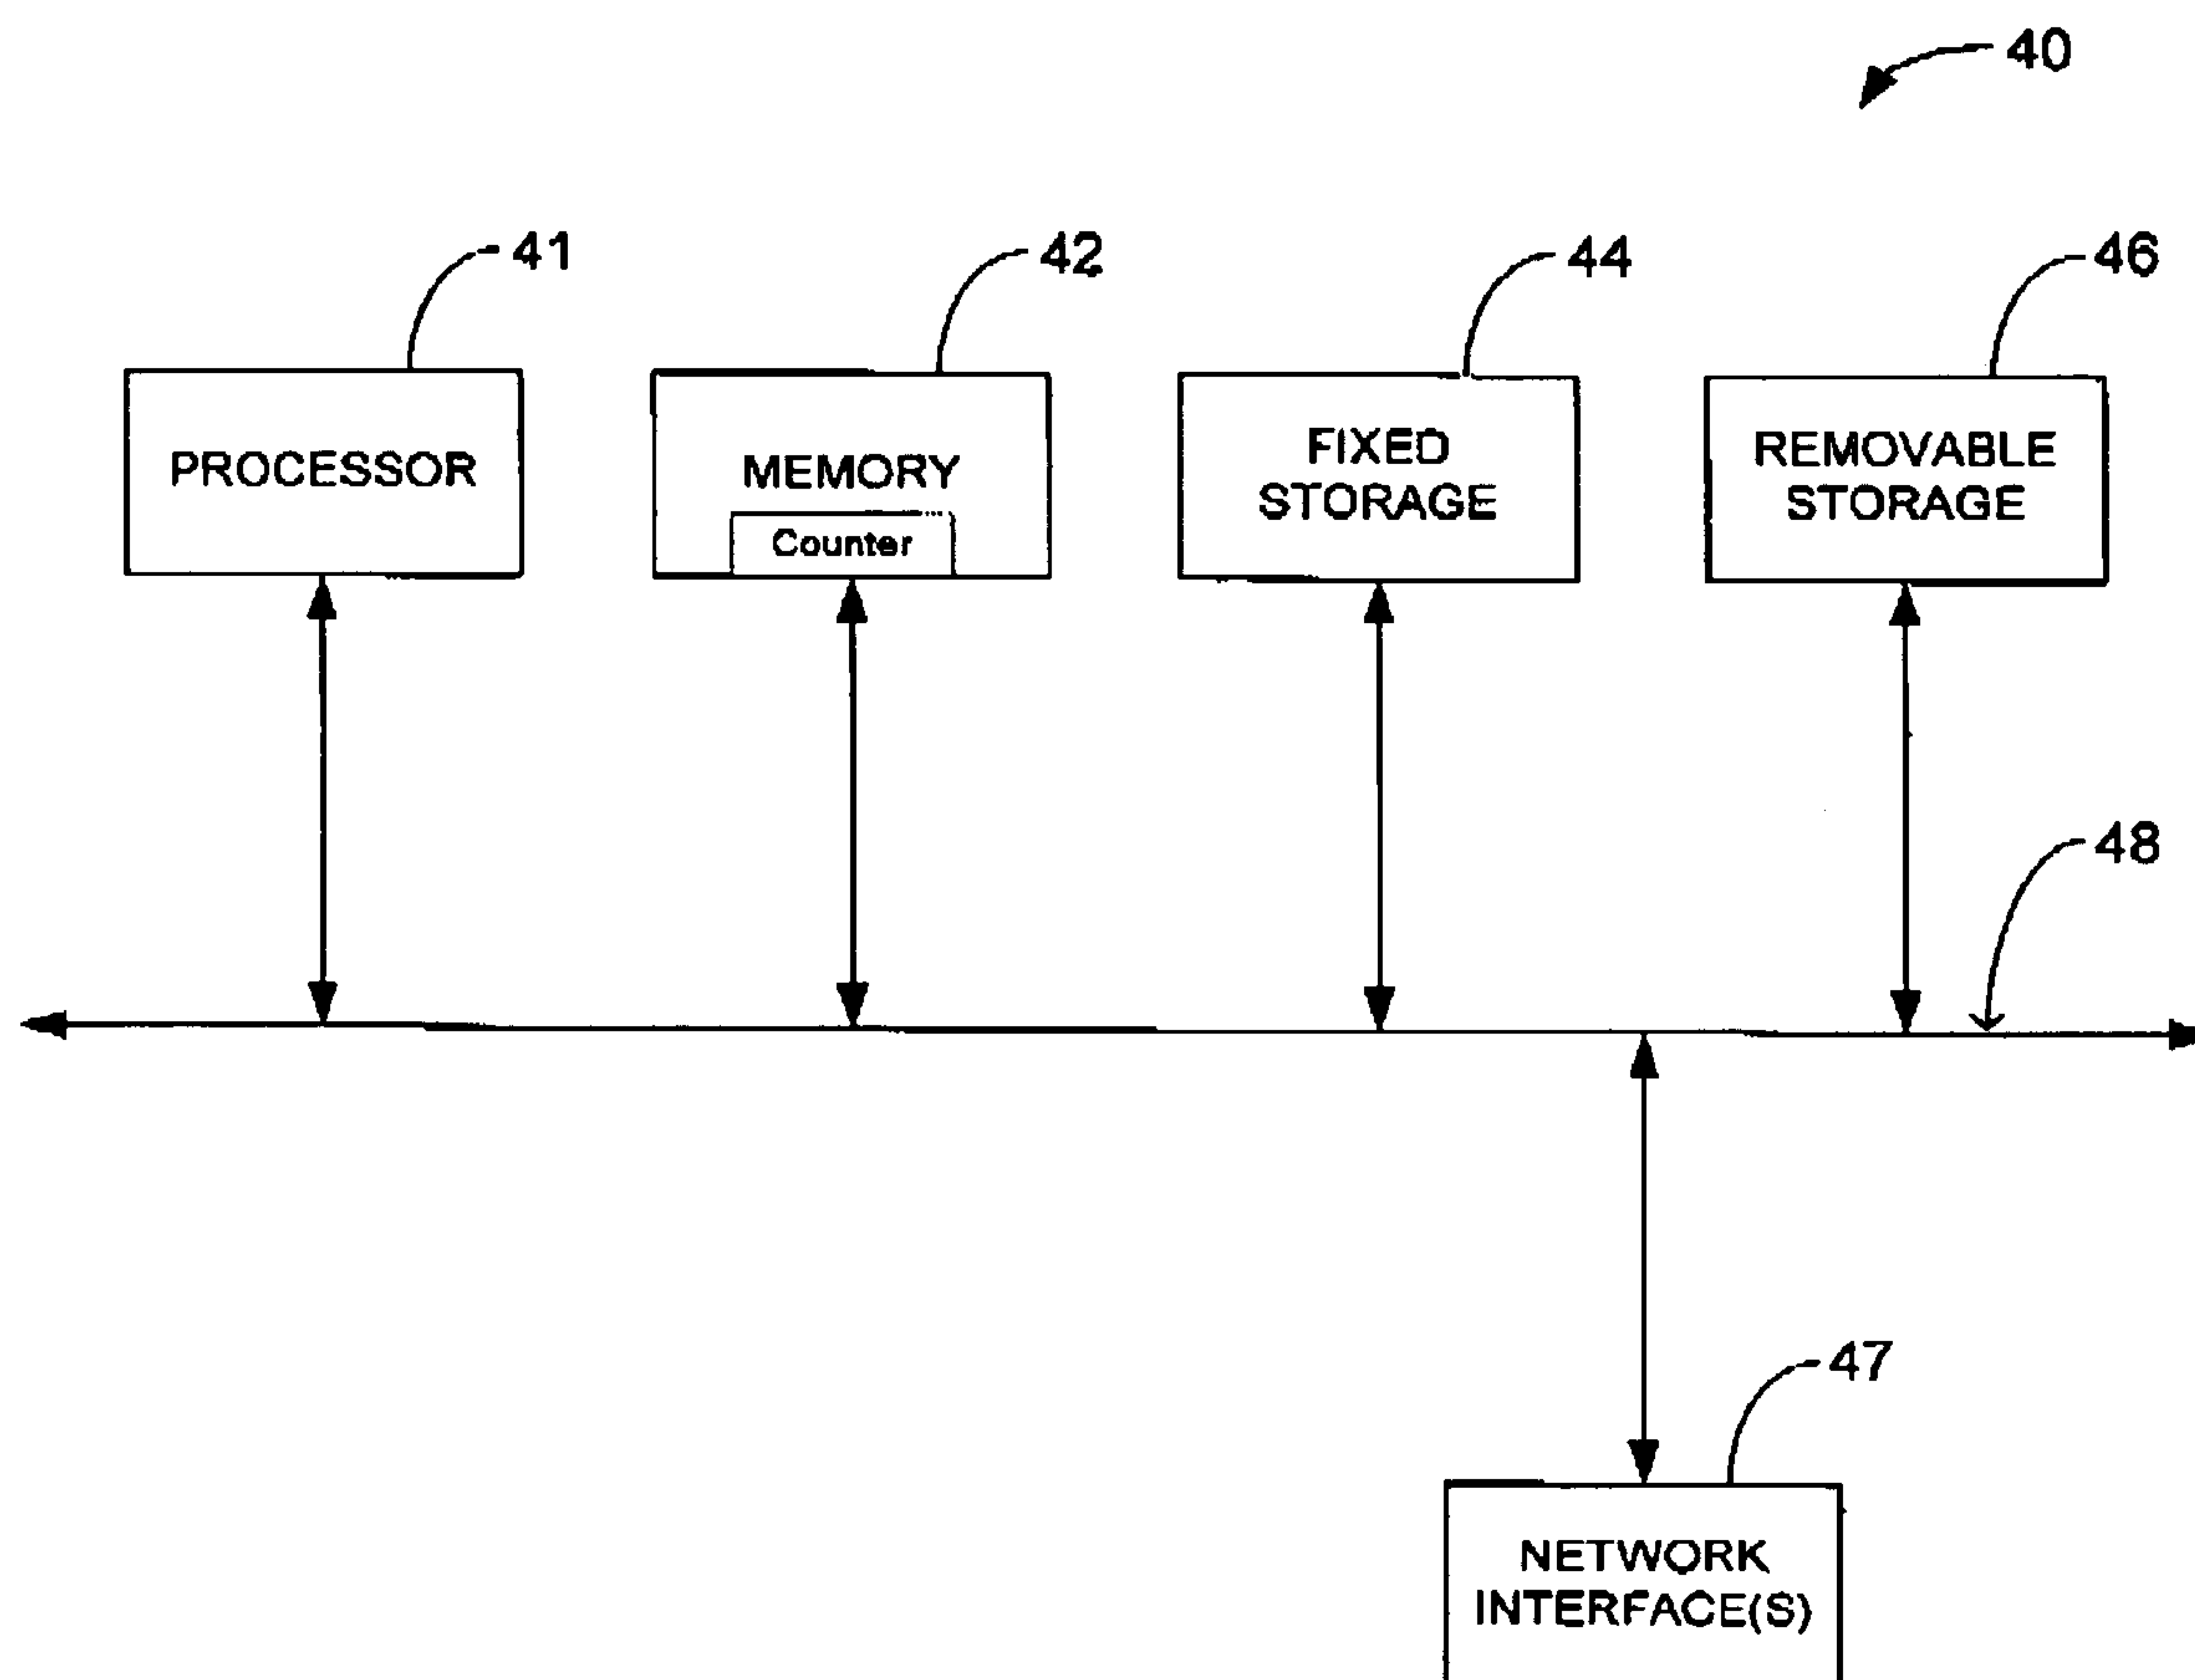 40
41
42
44
46
PROCESSOR
MEMORY
Counter
FIXED
STORAGE
REMOVABLE
STORAGE
48
47
NETWORK
INTERFACE(S)